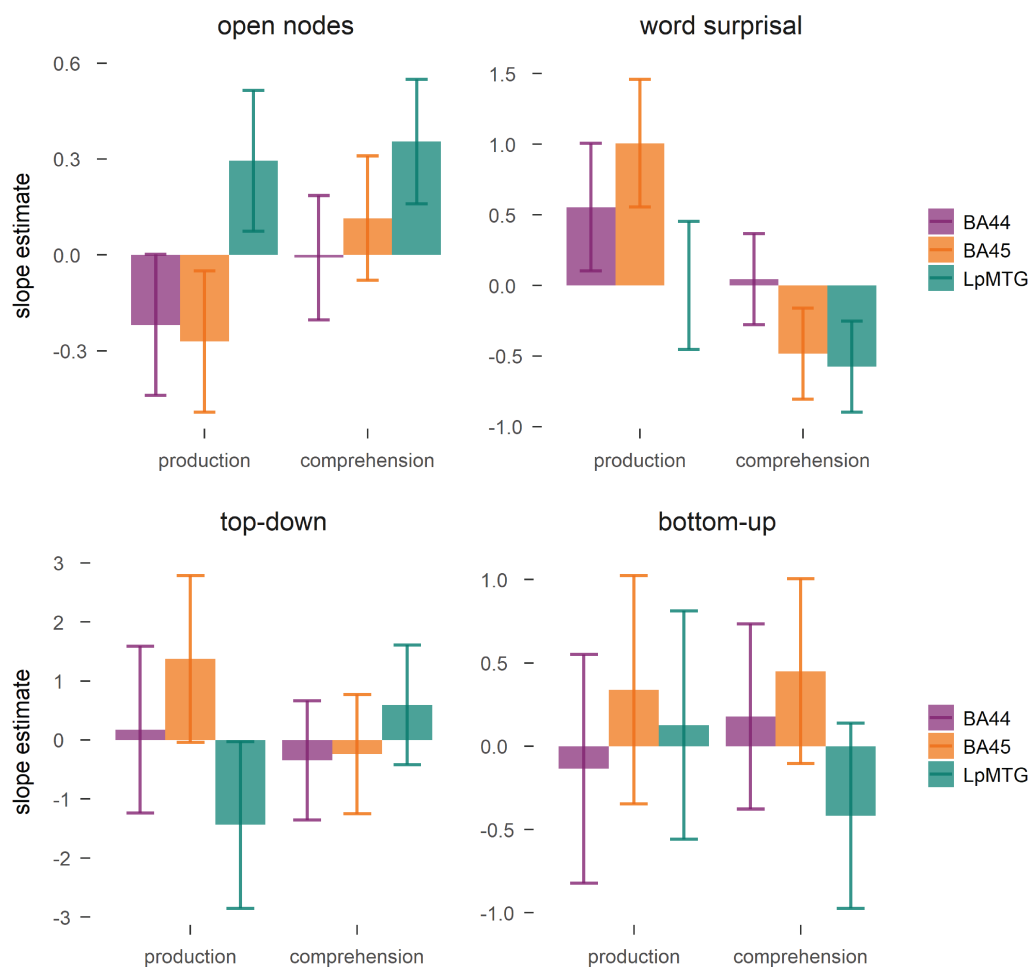 open nodes
word surprisal
slope estimate
0.6
0.3
0.0
-0.3
production
comprehension
1.5
1.0
0.5
0.0
-0.5
-1.0
production
comprehension
BA44
BA45
LpMTG
top-down
bottom-up
slope estimate
3
2
1
0
-1
-2
-3
production
comprehension
1.0
0.5
0.0
-0.5
-1.0
production
comprehension
BA44
BA45
LpMTG